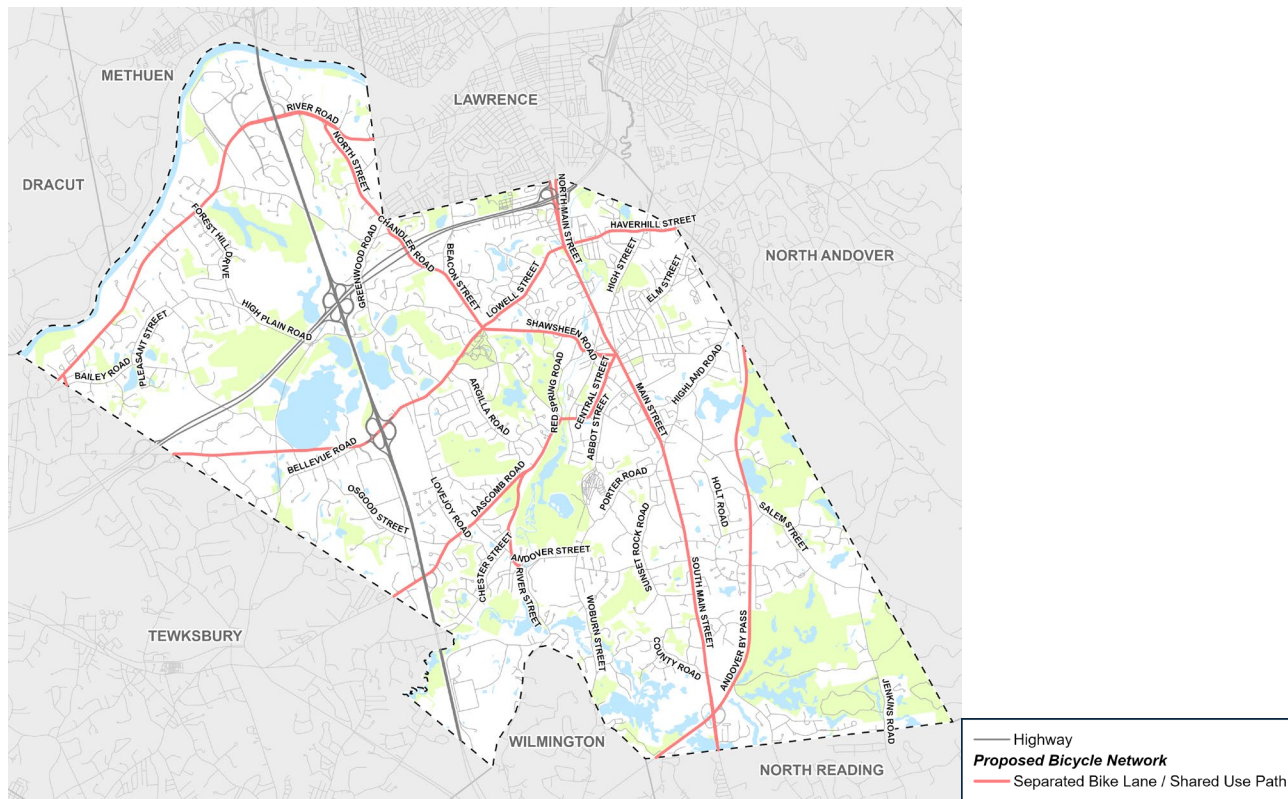 METHUEN
LAWRENCE
RIVER ROAD
NORTH STREET
DRACUT
NORTH MAIN STREET
FOREST HILL DRIVE
CHANDLER ROAD
HAVERHILL STREET
GREENWOOD ROAD
BEACON STREET
HIGH STREET
NORTH ANDOVER
ELM STREET
LOWELL STREET
HIGH PLAIN ROAD
PLEASANT STREET
SHAWSHEEN ROAD
BAILEY ROAD
HIGHLAND ROAD
RED SPRING ROAD
CENTRAL STREET
MAIN STREET
ARGILLA ROAD
ABBOT STREET
BELLEVUE ROAD
PORTER ROAD
DASCOMB ROAD
LOVEJOY ROAD
HOLT ROAD
OSGOOD STREET
SALEM STREET
SUNSET ROCK ROAD
ANDOVER STREET
CHESTER STREET
RIVER STREET
SOUTH MAIN STREET
WOBURN STREET
TEWKSBURY
ANDOVER BY PASS
COUNTY ROAD
JENKINS ROAD
WILMINGTON
NORTH READING
Highway
Proposed Bicycle Network
Separated Bike Lane / Shared Use Path